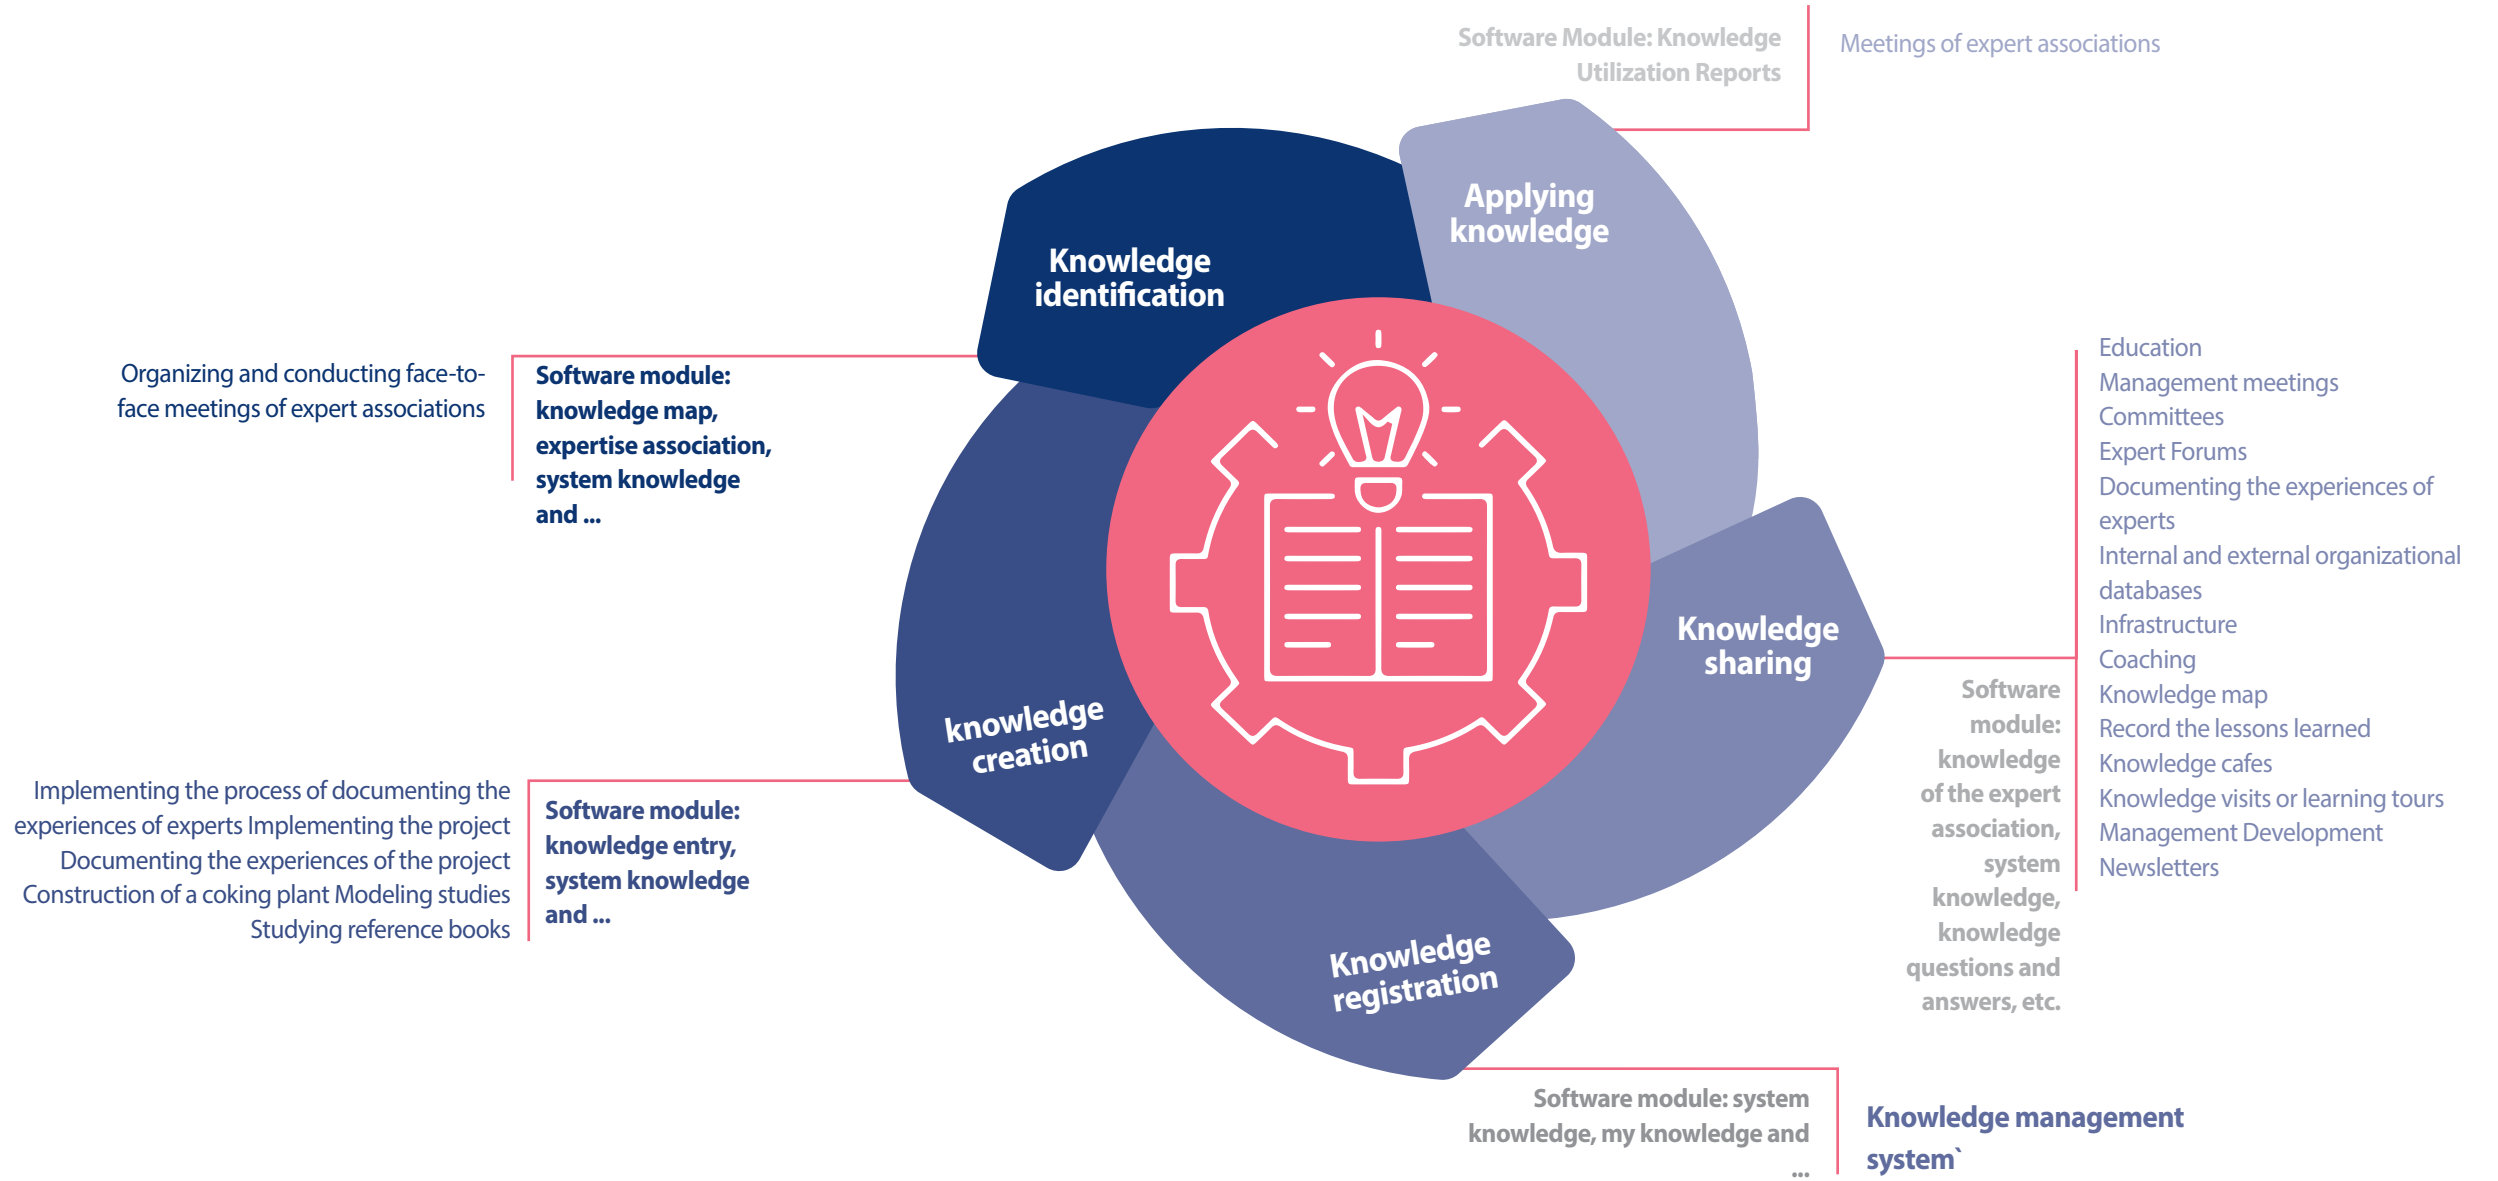 Software Module: Knowledge
Utilization Reports
Meetings of expert associations
Applying
knowledge
Knowledge
identification
Organizing and conducting face-to-
face meetings of expert associations
Software module:
knowledge map,
expertise association,
system knowledge
and ...
knowledge
creation
Implementing the process of documenting the
experiences of experts Implementing the project
Documenting the experiences of the project
Construction of a coking plant Modeling studies
Studying reference books
Software module:
knowledge entry,
system knowledge
and ...
Knowledge
registration
Software module: system
knowledge, my knowledge and
...
Knowledge management
system`
Knowledge
sharing
Software
module:
knowledge
of the expert
association,
system
knowledge,
knowledge
questions and
answers, etc.
Education
Management meetings
Committees
Expert Forums
Documenting the experiences of
experts
Internal and external organizational
databases
Infrastructure
Coaching
Knowledge map
Record the lessons learned
Knowledge cafes
Knowledge visits or learning tours
Management Development
Newsletters